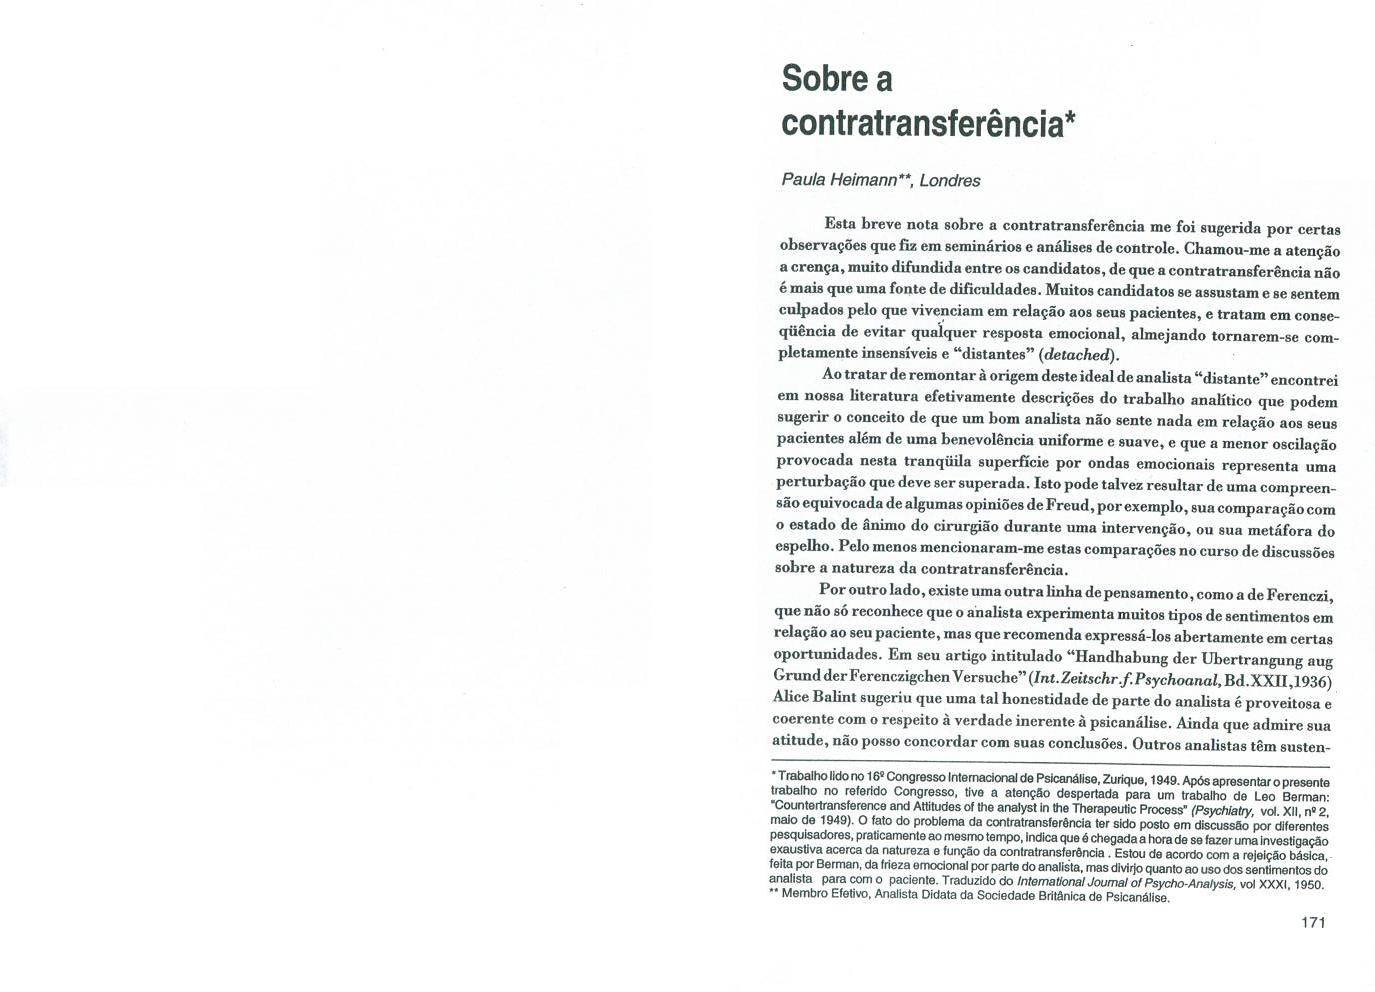 Sobre a
contratransferência*
Paula Heimann**, Londres
Esta breve nota sobre a contratransferência me foi sugerida por certas
observações que fiz em seminários e análises de controle. Chamou-me a atenção
a crença, muito difundida entre os candidatos, de que a contratransferência não
é mais que uma fonte de dificuldades. Muitos candidatos se assustam e se sentem
culpados pelo que vivenciam em relação aos seus pacientes, e tratam em conse-
qüência de evitar qualquer resposta emocional, almejando tornarem-se com-
pletamente insensíveis e “distantes” (detached).
Ao tratar de remontar à origem deste ideal de analista “distante” encontrei
em nossa literatura efetivamente descrições do trabalho analítico que podem
sugerir o conceito de que um bom analista não sente nada em relação aos seus
pacientes além de uma benevolência uniforme e suave, e que a menor oscilação
provocada nesta tranqüila superfície por ondas emocionais representa uma
perturbação que deve ser superada. Isto pode talvez resultar de uma compreen-
são equivocada de algumas opiniões de Freud, por exemplo, sua comparação com
o estado de ânimo do cirurgião durante uma intervenção, ou sua metáfora do
espelho. Pelo menos mencionaram-me estas comparações no curso de discussões
sobre a natureza da contratransferência.
Por outro lado, existe uma outra linha de pensamento, como a de Ferenczi,
que não só reconhece que o analista experimenta muitos tipos de sentimentos em
relação ao seu paciente, mas que recomenda expressá-los abertamente em certas
oportunidades. Em seu artigo intitulado “Handhabung der Ubertrangung aug
Grund der Ferenczigchen Versuche” (Int.Zeitschr.f.Psychoanal, Bd.XXII,1936)
Alice Balint sugeriu que uma tal honestidade de parte do analista é proveitosa e
coerente com o respeito à verdade inerente à psicanálise. Ainda que admire sua
atitude, não posso concordar com suas conclusões. Outros analistas têm susten-
* Trabalho lido no 16º Congresso Internacional de Psicanálise, Zurique, 1949. Após apresentar o presente
trabalho no referido Congresso, tive a atenção despertada para um trabalho de Leo Berman:
"Countertransference and Attitudes of the analyst in the Therapeutic Process" (Psychiatry, vol. XII, nº 2,
maio de 1949). O fato do problema da contratransferência ter sido posto em discussão por diferentes
pesquisadores, praticamente ao mesmo tempo, indica que é chegada a hora de se fazer uma investigação
exaustiva acerca da natureza e função da contratransferência . Estou de acordo com a rejeição básica,
feita por Berman, da frieza emocional por parte do analista, mas divirjo quanto ao uso dos sentimentos do
analista para com o paciente. Traduzido do International Journal of Psycho-Analysis, vol XXXI, 1950.
** Membro Efetivo, Analista Didata da Sociedade Britânica de Psicanálise.
171